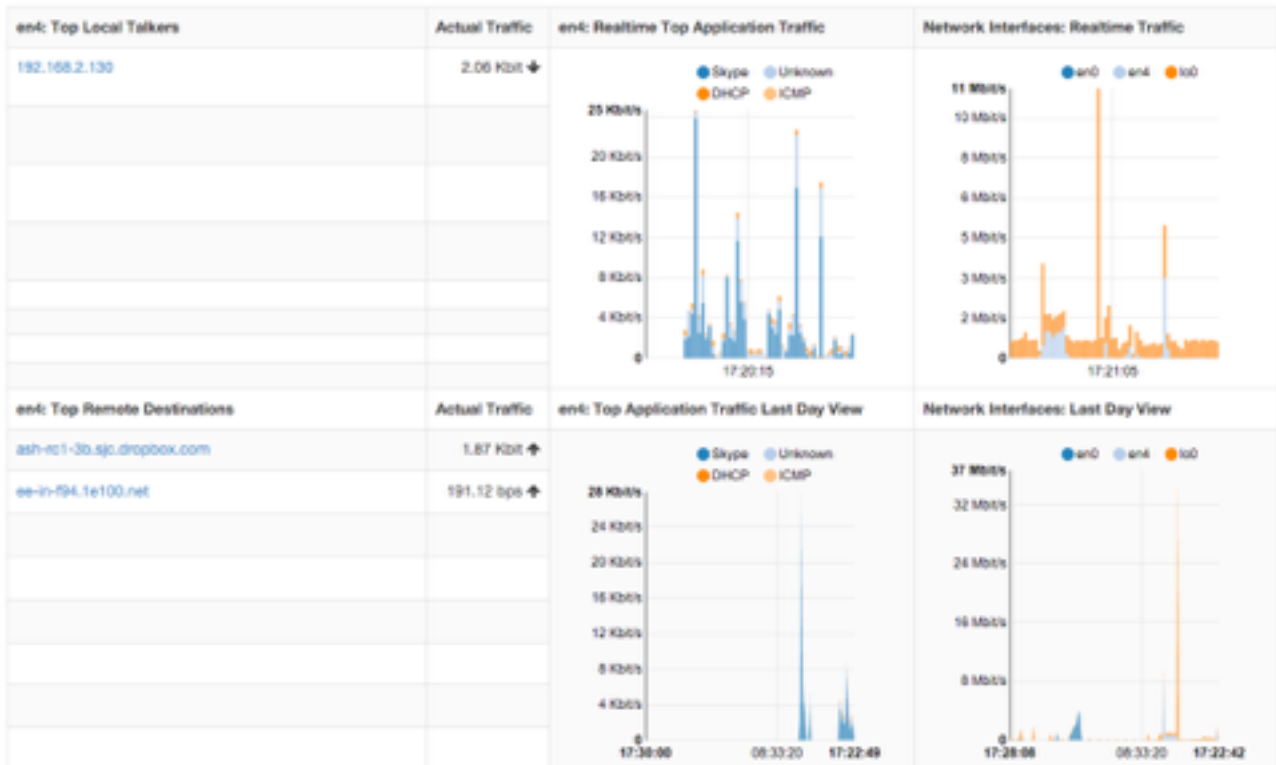 en4: Top Local Talkers
Actual Traffic
192.168.2.130
2.06 Kbit
en4: Realtime Top Application Traffic
Skype Unknown
DHCP ICMP
25 Kbit/s
20 Kbit/s
16 Kbit/s
12 Kbit/s
8 Kbit/s
4 Kbit/s
0
17:20:15
Network Interfaces: Realtime Traffic
en0 en4 lo0
11 Mbit/s
10 Mbit/s
8 Mbit/s
6 Mbit/s
5 Mbit/s
3 Mbit/s
2 Mbit/s
0
17:21:05
en4: Top Remote Destinations
Actual Traffic
ash-rc1-3b.sjc.dropbox.com
1.87 Kbit
ee-in-f94.1e100.net
191.12 bps
en4: Top Application Traffic Last Day View
Skype Unknown
DHCP ICMP
28 Kbit/s
24 Kbit/s
20 Kbit/s
16 Kbit/s
12 Kbit/s
8 Kbit/s
4 Kbit/s
0
17:30:00 08:33:20 17:22:49
Network Interfaces: Last Day View
en0 en4 lo0
37 Mbit/s
32 Mbit/s
24 Mbit/s
16 Mbit/s
8 Mbit/s
0
17:28:08 08:33:20 17:22:42